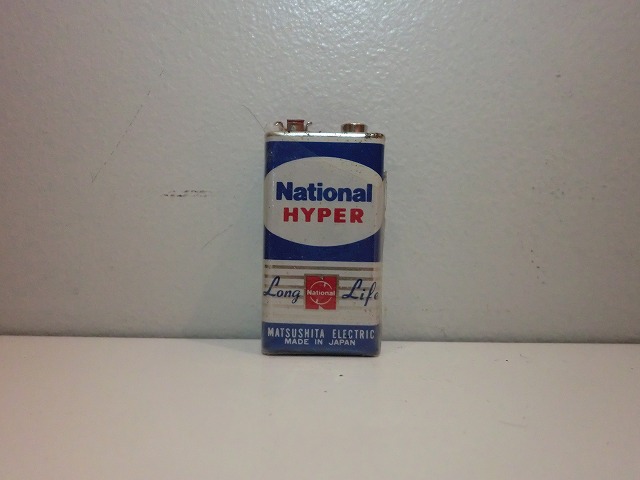 National
HYPER
Long National Life
MATSUSHITA ELECTRIC
MADE IN JAPAN